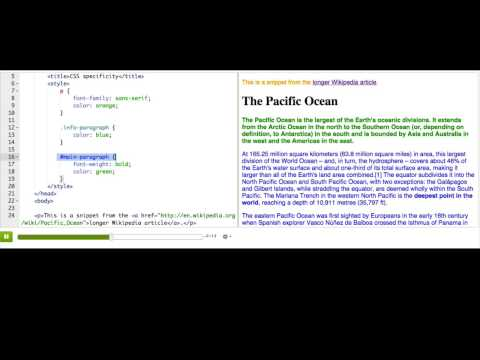 5 <title>CSS specificity</title>
6 <style>
7 p {
8 font-family: sans-serif;
9 color: orange;
10 }
11
12 .info-paragraph {
13 color: blue;
14 }
15
16 #main-paragraph {
17 font-weight: bold;
18 color: green;
19 }
20 </style>
21 </head>
22 <body>
23
24 <p>This is a snippet from the <a href="http://en.wikipedia.org
/wiki/Pacific_Ocean">longer Wikipedia article</a>.</p>
This is a snippet from the longer Wikipedia article.
The Pacific Ocean
The Pacific Ocean is the largest of the Earth's oceanic divisions. It extends
from the Arctic Ocean in the north to the Southern Ocean (or, depending on
definition, to Antarctica) in the south and is bounded by Asia and Australia in
the west and the Americas in the east.
At 165.25 million square kilometers (63.8 million square miles) in area, this largest
division of the World Ocean – and, in turn, the hydrosphere – covers about 46% of
the Earth's water surface and about one-third of its total surface area, making it
larger than all of the Earth's land area combined.[1] The equator subdivides it into the
North Pacific Ocean and South Pacific Ocean, with two exceptions: the Galápagos
and Gilbert Islands, while straddling the equator, are deemed wholly within the South
Pacific. The Mariana Trench in the western North Pacific is the deepest point in the
world, reaching a depth of 10,911 metres (35,797 ft).
The eastern Pacific Ocean was first sighted by Europeans in the early 16th century
when Spanish explorer Vasco Núñez de Balboa crossed the Isthmus of Panama in